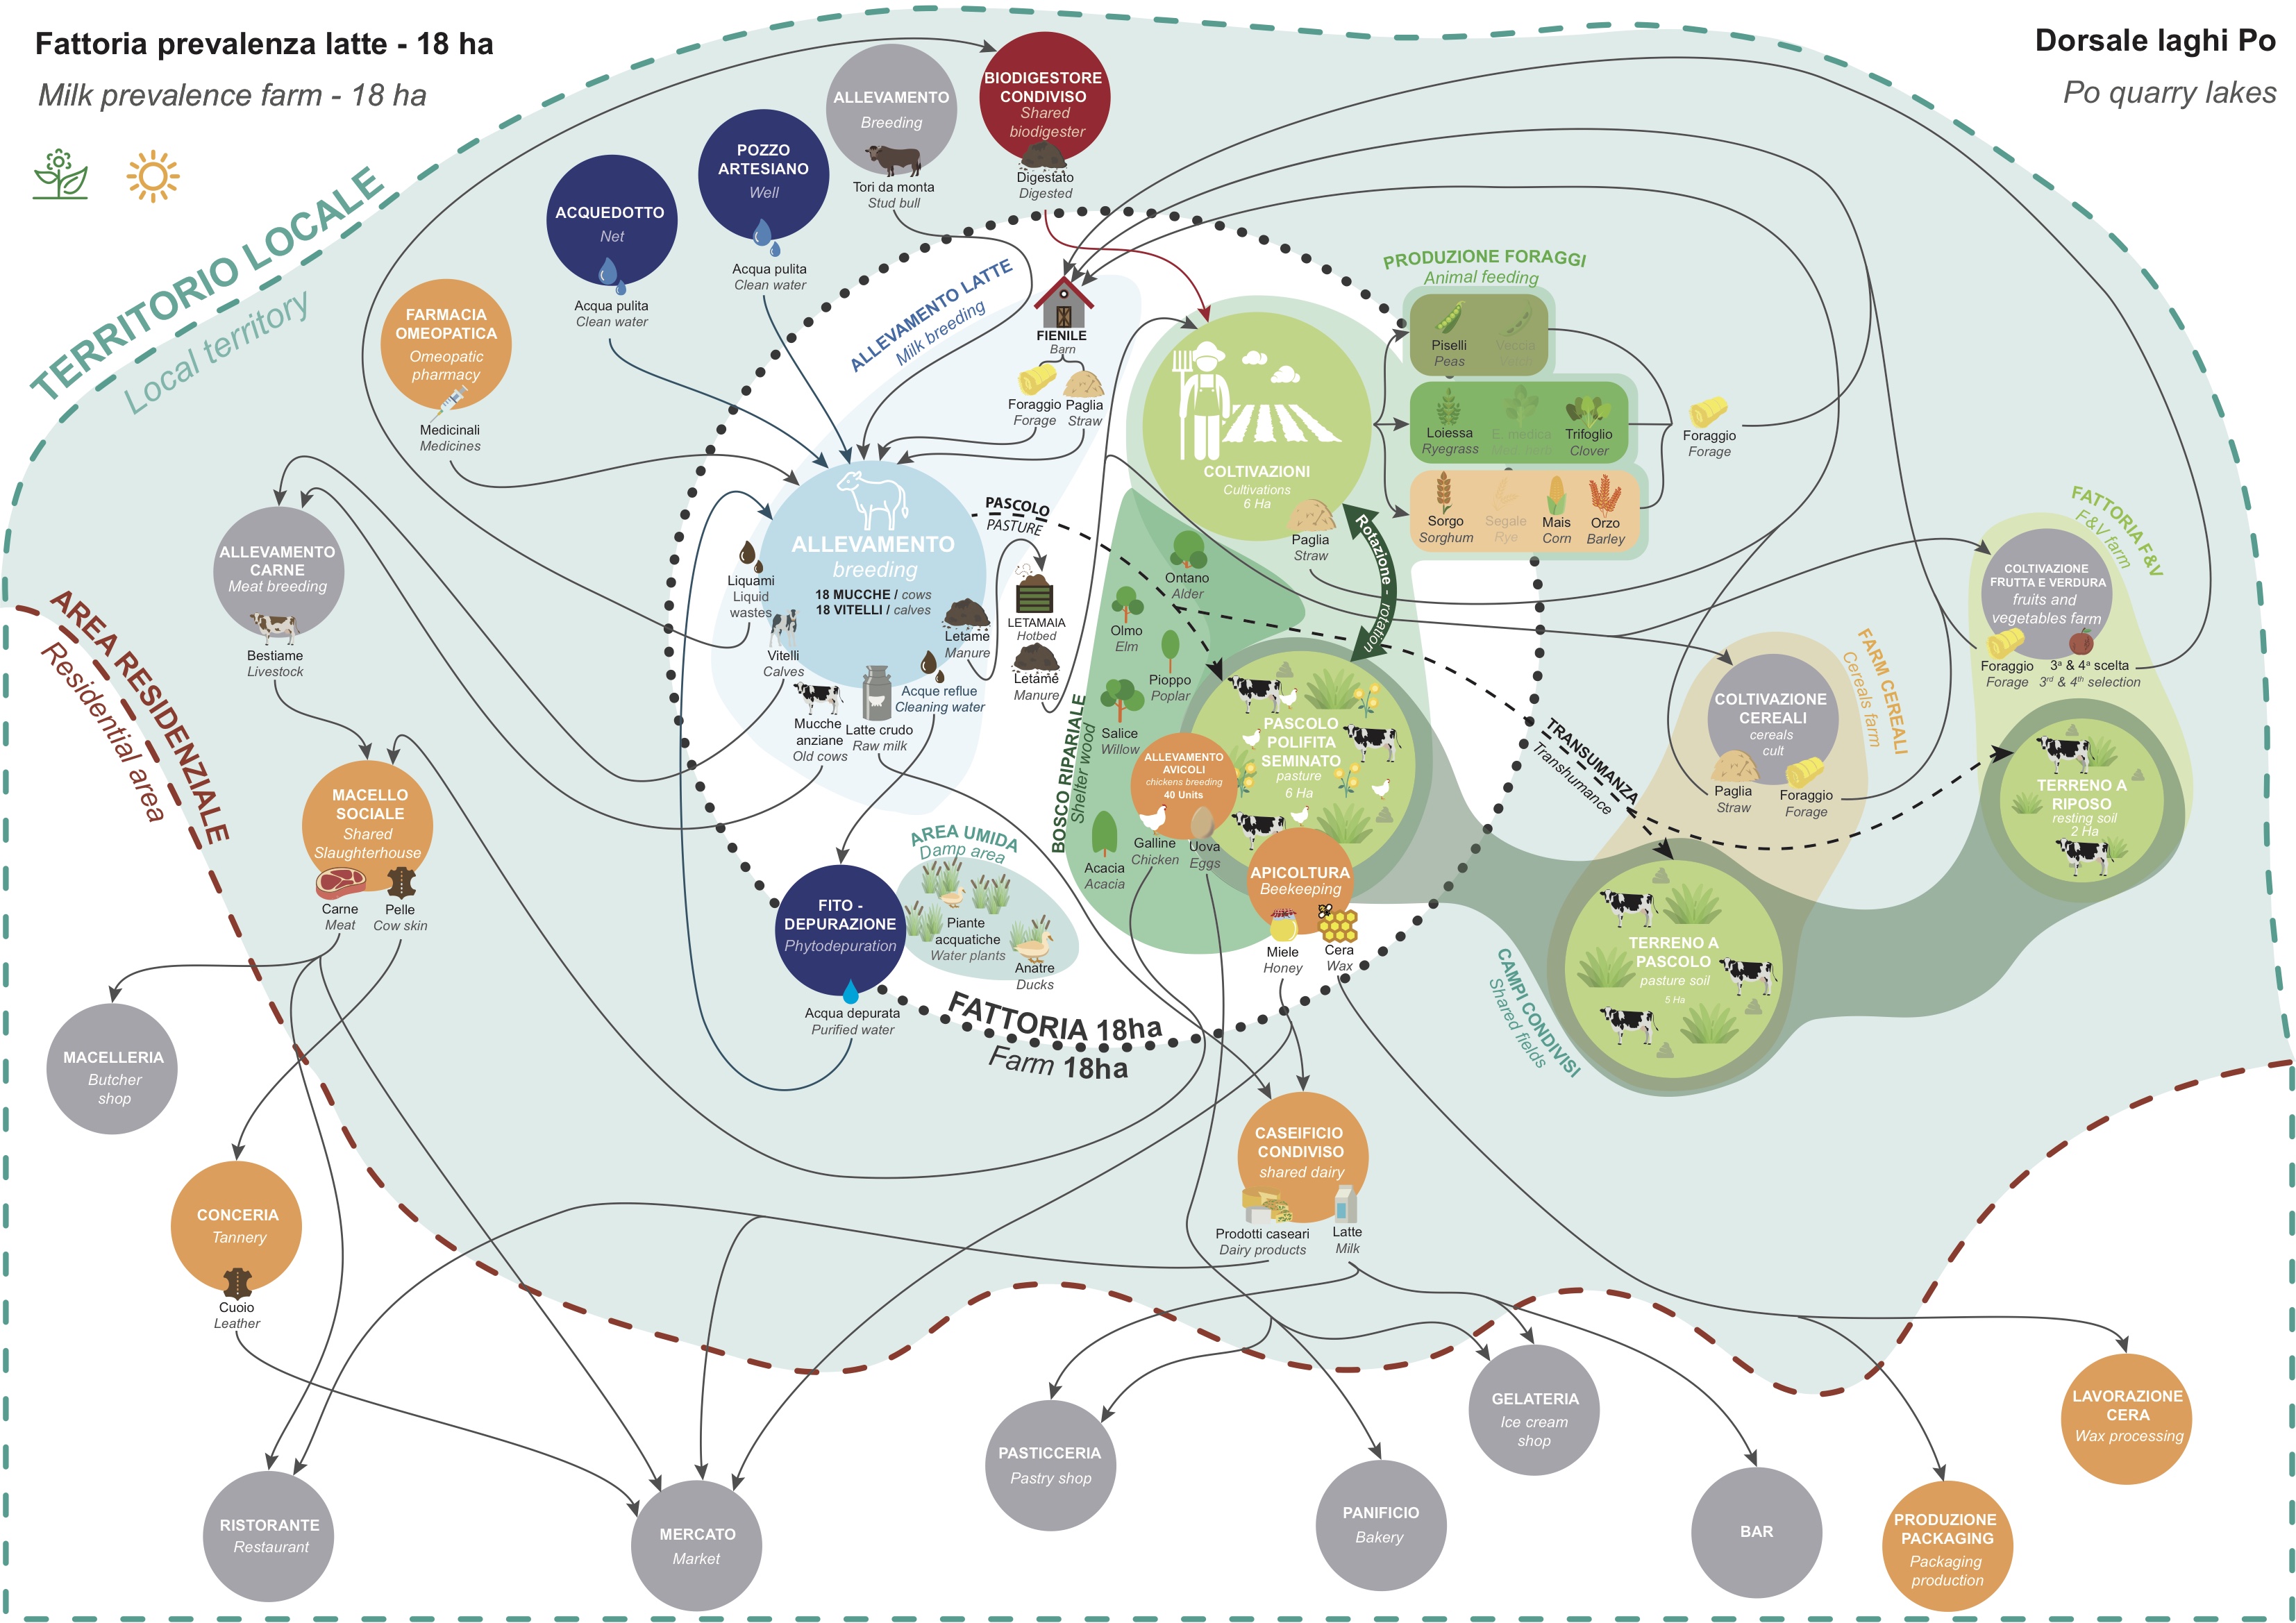 Fattoria prevalenza latte - 18 ha
Milk prevalence farm - 18 ha
Dorsale laghi Po
Po quarry lakes
TERRITORIO LOCALE
Local territory
AREA RESIDENZIALE
Residential area
BIODIGESTORE
CONDIVISO
Shared
biodigester
Digestato
Digested
ALLEVAMENTO
Breeding
Tori da monta
Stud bull
POZZO
ARTESIANO
Well
Acqua pulita
Clean water
ACQUEDOTTO
Net
Acqua pulita
Clean water
FARMACIA
OMEOPATICA
Omeopatic
pharmacy
Medicinali
Medicines
ALLEVAMENTO LATTE
Milk breeding
FIENILE
Barn
Foraggio
Forage
Paglia
Straw
PRODUZIONE FORAGGI
Animal feeding
Piselli
Peas
Veccia
Vetch
Loiessa
Ryegrass
E. medica
Med. herb
Trifoglio
Clover
Sorgo
Sorghum
Segale
Rye
Mais
Corn
Orzo
Barley
Foraggio
Forage
COLTIVAZIONI
Cultivations
6 Ha
Paglia
Straw
Rotazione - rotation
ALLEVAMENTO
breeding
18 MUCCHE / cows
18 VITELLI / calves
Liquami
Liquid
wastes
Vitelli
Calves
Mucche
anziane
Old cows
Latte crudo
Raw milk
Acque reflue
Cleaning water
Letame
Manure
PASCOLO
PASTURE
LETAMAIA
Hotbed
Letame
Manure
BOSCO RIPARIALE
Shelter wood
Ontano
Alder
Olmo
Elm
Pioppo
Poplar
Salice
Willow
Acacia
Acacia
PASCOLO
POLIFITA
SEMINATO
pasture
6 Ha
ALLEVAMENTO
AVICOLI
chickens breeding
40 Units
Galline
Chicken
Uova
Eggs
APICOLTURA
Beekeeping
Miele
Honey
Cera
Wax
TRANSUMANZA
Transhumance
FATTORIA F&V
F&V farm
COLTIVAZIONE
FRUTTA E VERDURA
fruits and
vegetables farm
Foraggio
Forage
3ª & 4ª scelta
3rd & 4th selection
FARM CEREALI
Cereals farm
COLTIVAZIONE
CEREALI
cereals
cult
Paglia
Straw
Foraggio
Forage
TERRENO A
RIPOSO
resting soil
2 Ha
TERRENO A
PASCOLO
pasture soil
5 Ha
CAMPI CONDIVISI
Shared fields
ALLEVAMENTO
CARNE
Meat breeding
Bestiame
Livestock
MACELLO
SOCIALE
Shared
Slaughterhouse
Carne
Meat
Pelle
Cow skin
AREA UMIDA
Damp area
Piante
acquatiche
Water plants
Anatre
Ducks
FITO -
DEPURAZIONE
Phytodepuration
Acqua depurata
Purified water
FATTORIA 18ha
Farm 18ha
MACELLERIA
Butcher
shop
CONCERIA
Tannery
Cuoio
Leather
CASEIFICIO
CONDIVISO
shared dairy
Prodotti caseari
Dairy products
Latte
Milk
RISTORANTE
Restaurant
MERCATO
Market
PASTICCERIA
Pastry shop
PANIFICIO
Bakery
GELATERIA
Ice cream
shop
BAR
PRODUZIONE
PACKAGING
Packaging
production
LAVORAZIONE
CERA
Wax processing